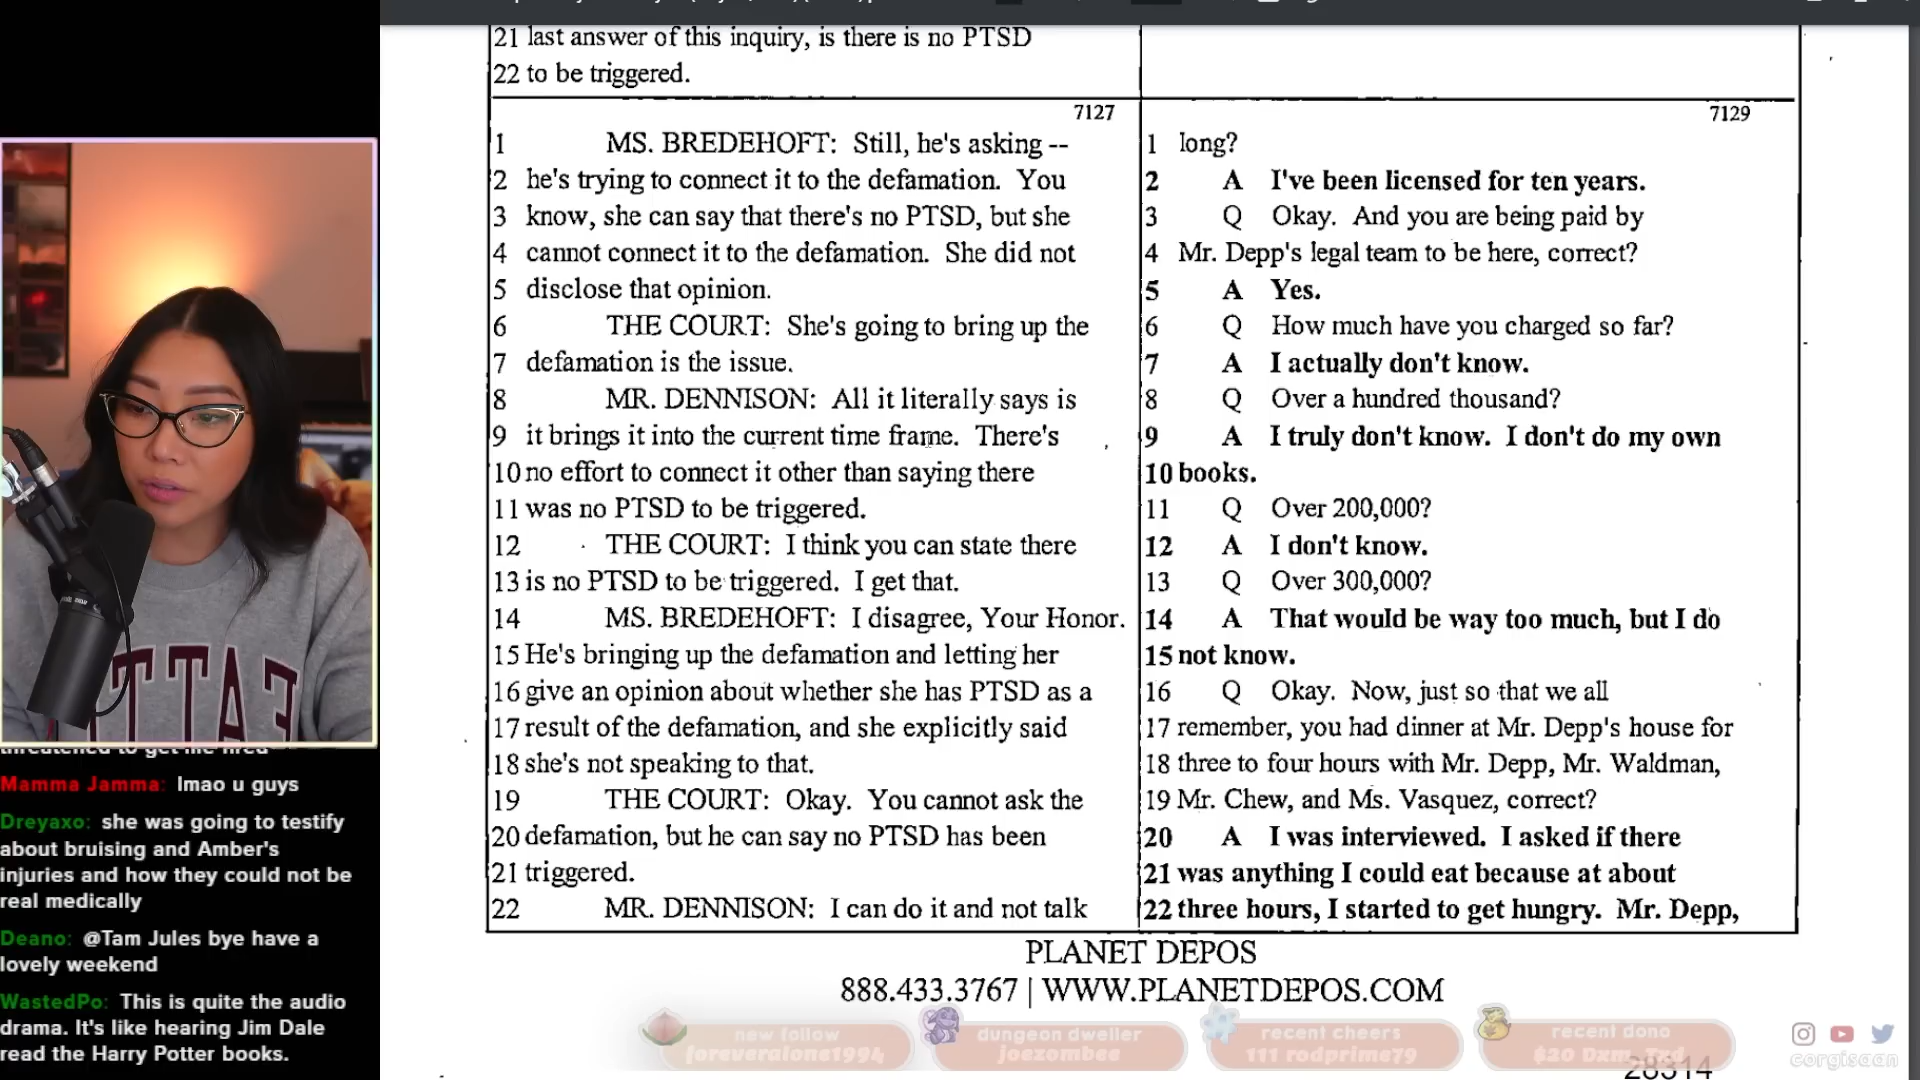 21 last answer of this inquiry, is there is no PTSD
22 to be triggered.
7127
1 MS. BREDEHOFT: Still, he's asking --
2 he's trying to connect it to the defamation. You
3 know, she can say that there's no PTSD, but she
4 cannot connect it to the defamation. She did not
5 disclose that opinion.
6 THE COURT: She's going to bring up the
7 defamation is the issue.
8 MR. DENNISON: All it literally says is
9 it brings it into the current time frame. There's
10 no effort to connect it other than saying there
11 was no PTSD to be triggered.
12 THE COURT: I think you can state there
13 is no PTSD to be triggered. I get that.
14 MS. BREDEHOFT: I disagree, Your Honor.
15 He's bringing up the defamation and letting her
16 give an opinion about whether she has PTSD as a
17 result of the defamation, and she explicitly said
18 she's not speaking to that.
19 THE COURT: Okay. You cannot ask the
20 defamation, but he can say no PTSD has been
21 triggered.
22 MR. DENNISON: I can do it and not talk
7129
1 long?
2 A I've been licensed for ten years.
3 Q Okay. And you are being paid by
4 Mr. Depp's legal team to be here, correct?
5 A Yes.
6 Q How much have you charged so far?
7 A I actually don't know.
8 Q Over a hundred thousand?
9 A I truly don't know. I don't do my own
10 books.
11 Q Over 200,000?
12 A I don't know.
13 Q Over 300,000?
14 A That would be way too much, but I do
15 not know.
16 Q Okay. Now, just so that we all
17 remember, you had dinner at Mr. Depp's house for
18 three to four hours with Mr. Depp, Mr. Waldman,
19 Mr. Chew, and Ms. Vasquez, correct?
20 A I was interviewed. I asked if there
21 was anything I could eat because at about
22 three hours, I started to get hungry. Mr. Depp,
PLANET DEPOS
888.433.3767 | WWW.PLANETDEPOS.COM
28314
threatened to get me fired
Mamma Jamma: lmao u guys
Dreyaxo: she was going to testify
about bruising and Amber's
injuries and how they could not be
real medically
Deano: @Tam Jules bye have a
lovely weekend
WastedPo: This is quite the audio
drama. It's like hearing Jim Dale
read the Harry Potter books.
new follow
foreveralone1994
dungeon dweller
joezombee
recent cheers
111 rodprime79
recent dono
$20 Dxm_Txd
corgisaan